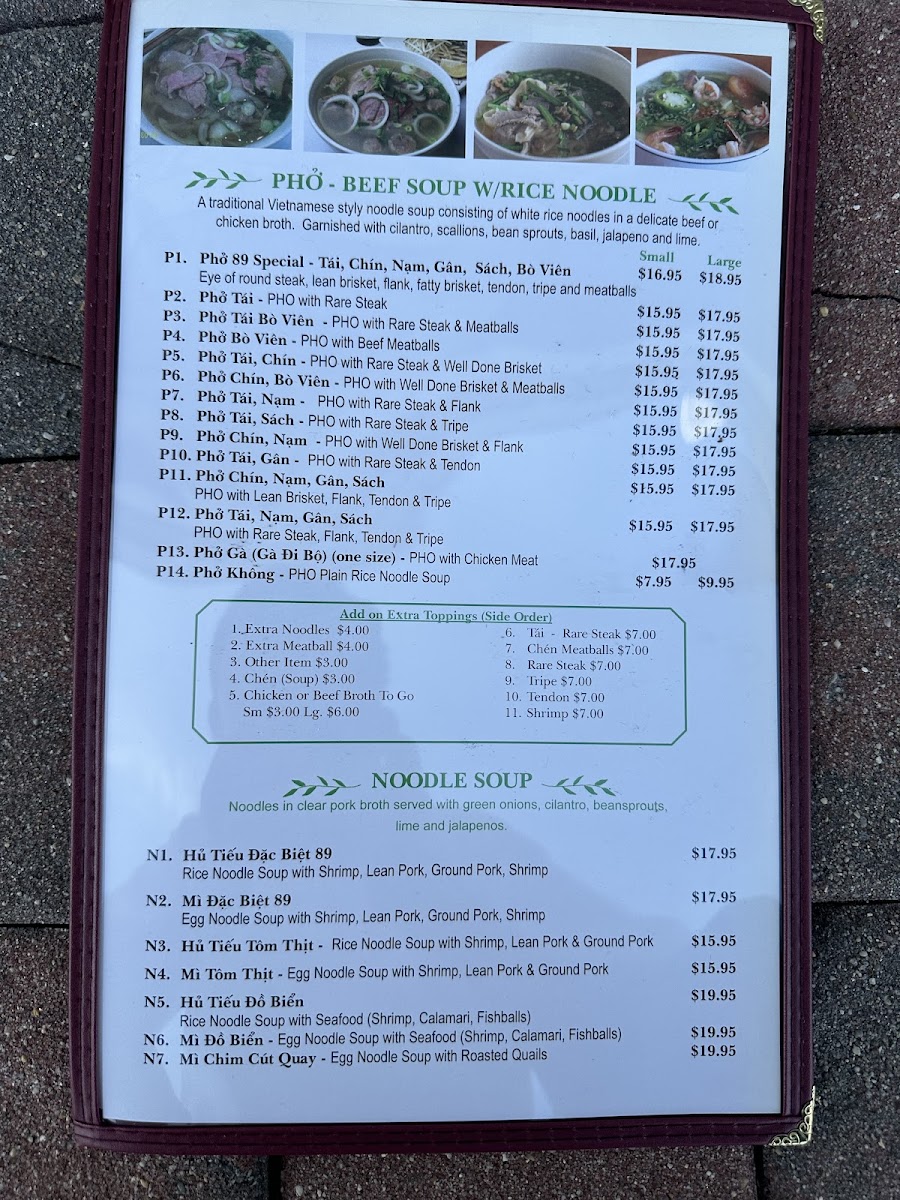 PHỞ - BEEF SOUP W/RICE NOODLE
A traditional Vietnamese styly noodle soup consisting of white rice noodles in a delicate beef or
chicken broth. Garnished with cilantro, scallions, bean sprouts, basil, jalapeno and lime.
Small Large
P1. Phở 89 Special - Tái, Chín, Nạm, Gân, Sách, Bò Viên $16.95 $18.95
Eye of round steak, lean brisket, flank, fatty brisket, tendon, tripe and meatballs
P2. Phở Tái - PHO with Rare Steak $15.95 $17.95
P3. Phở Tái Bò Viên - PHO with Rare Steak & Meatballs $15.95 $17.95
P4. Phở Bò Viên - PHO with Beef Meatballs $15.95 $17.95
P5. Phở Tái, Chín - PHO with Rare Steak & Well Done Brisket $15.95 $17.95
P6. Phở Chín, Bò Viên - PHO with Well Done Brisket & Meatballs $15.95 $17.95
P7. Phở Tái, Nạm - PHO with Rare Steak & Flank $15.95 $17.95
P8. Phở Tái, Sách - PHO with Rare Steak & Tripe $15.95 $17.95
P9. Phở Chín, Nạm - PHO with Well Done Brisket & Flank $15.95 $17.95
P10. Phở Tái, Gân - PHO with Rare Steak & Tendon $15.95 $17.95
P11. Phở Chín, Nạm, Gân, Sách $15.95 $17.95
PHO with Lean Brisket, Flank, Tendon & Tripe
P12. Phở Tái, Nạm, Gân, Sách $15.95 $17.95
PHO with Rare Steak, Flank, Tendon & Tripe
P13. Phở Gà (Gà Đi Bộ) (one size) - PHO with Chicken Meat $17.95
P14. Phở Không - PHO Plain Rice Noodle Soup $7.95 $9.95
Add on Extra Toppings (Side Order)
1. Extra Noodles $4.00
2. Extra Meatball $4.00
3. Other Item $3.00
4. Chén (Soup) $3.00
5. Chicken or Beef Broth To Go
Sm $3.00 Lg. $6.00
6. Tái - Rare Steak $7.00
7. Chén Meatballs $7.00
8. Rare Steak $7.00
9. Tripe $7.00
10. Tendon $7.00
11. Shrimp $7.00
NOODLE SOUP
Noodles in clear pork broth served with green onions, cilantro, beansprouts,
lime and jalapenos.
N1. Hủ Tiếu Đặc Biệt 89 $17.95
Rice Noodle Soup with Shrimp, Lean Pork, Ground Pork, Shrimp
N2. Mì Đặc Biệt 89 $17.95
Egg Noodle Soup with Shrimp, Lean Pork, Ground Pork, Shrimp
N3. Hủ Tiếu Tôm Thịt - Rice Noodle Soup with Shrimp, Lean Pork & Ground Pork $15.95
N4. Mì Tôm Thịt - Egg Noodle Soup with Shrimp, Lean Pork & Ground Pork $15.95
N5. Hủ Tiếu Đồ Biển $19.95
Rice Noodle Soup with Seafood (Shrimp, Calamari, Fishballs)
N6. Mì Đồ Biển - Egg Noodle Soup with Seafood (Shrimp, Calamari, Fishballs) $19.95
N7. Mì Chim Cút Quay - Egg Noodle Soup with Roasted Quails $19.95